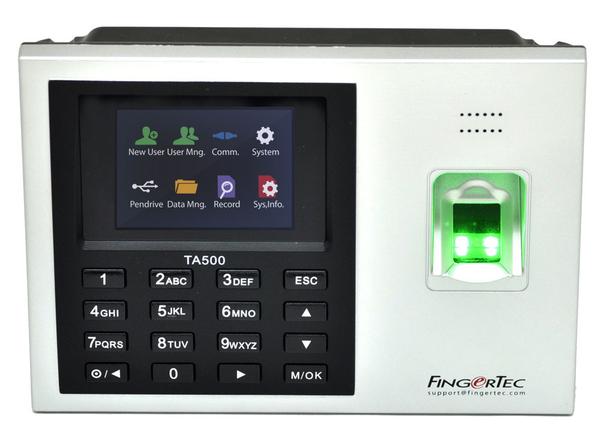 New User User Mng. Comm. System
Pendrive Data Mng. Record Sys,Info.
TA500
1 2ABC 3DEF ESC
4GHI 5JKL 6MNO ▲
7PQRS 8TUV 9WXYZ ▼
⊙/◀ 0 ▶ M/OK
FINGERTEC
support@fingertec.com